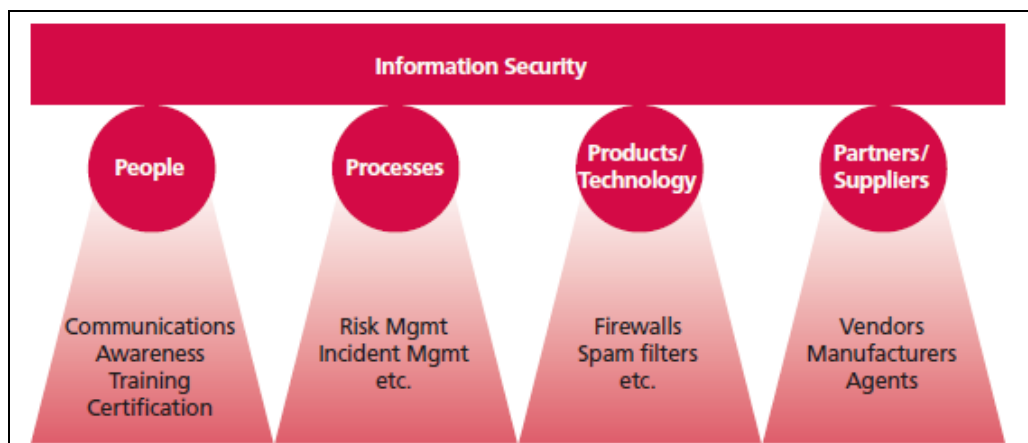 Information Security
People
Processes
Products/
Technology
Partners/
Suppliers
Communications
Awareness
Training
Certification
Risk Mgmt
Incident Mgmt
etc.
Firewalls
Spam filters
etc.
Vendors
Manufacturers
Agents